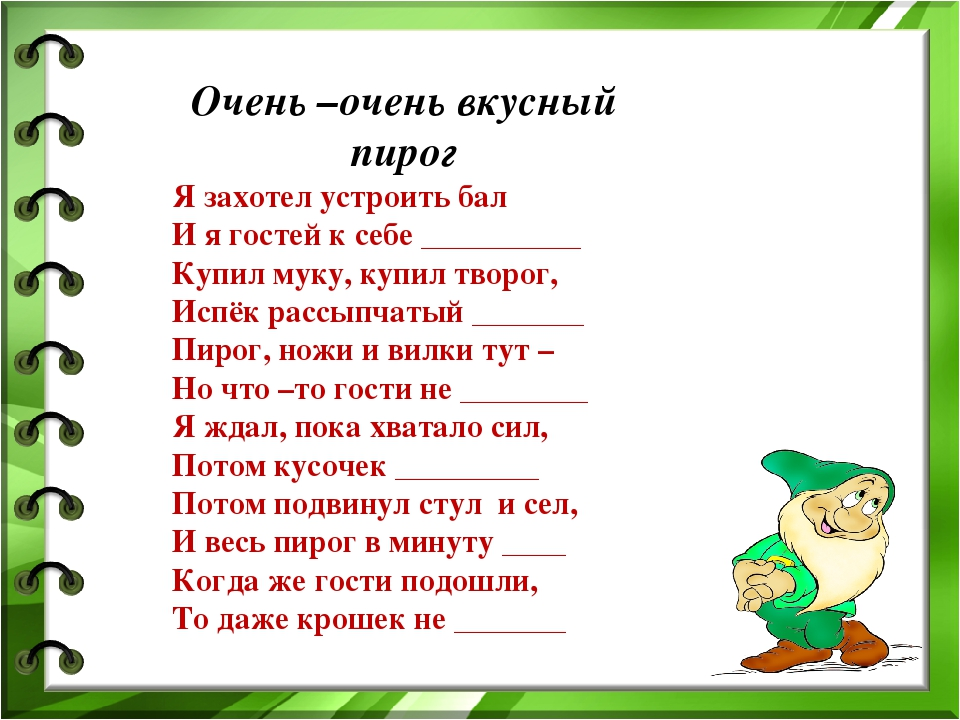 Очень –очень вкусный
пирог
Я захотел устроить бал
И я гостей к себе __________
Купил муку, купил творог,
Испёк рассыпчатый _______
Пирог, ножи и вилки тут –
Но что –то гости не ________
Я ждал, пока хватало сил,
Потом кусочек _________
Потом подвинул стул  и сел,
И весь пирог в минуту ____
Когда же гости подошли,
То даже крошек не _______